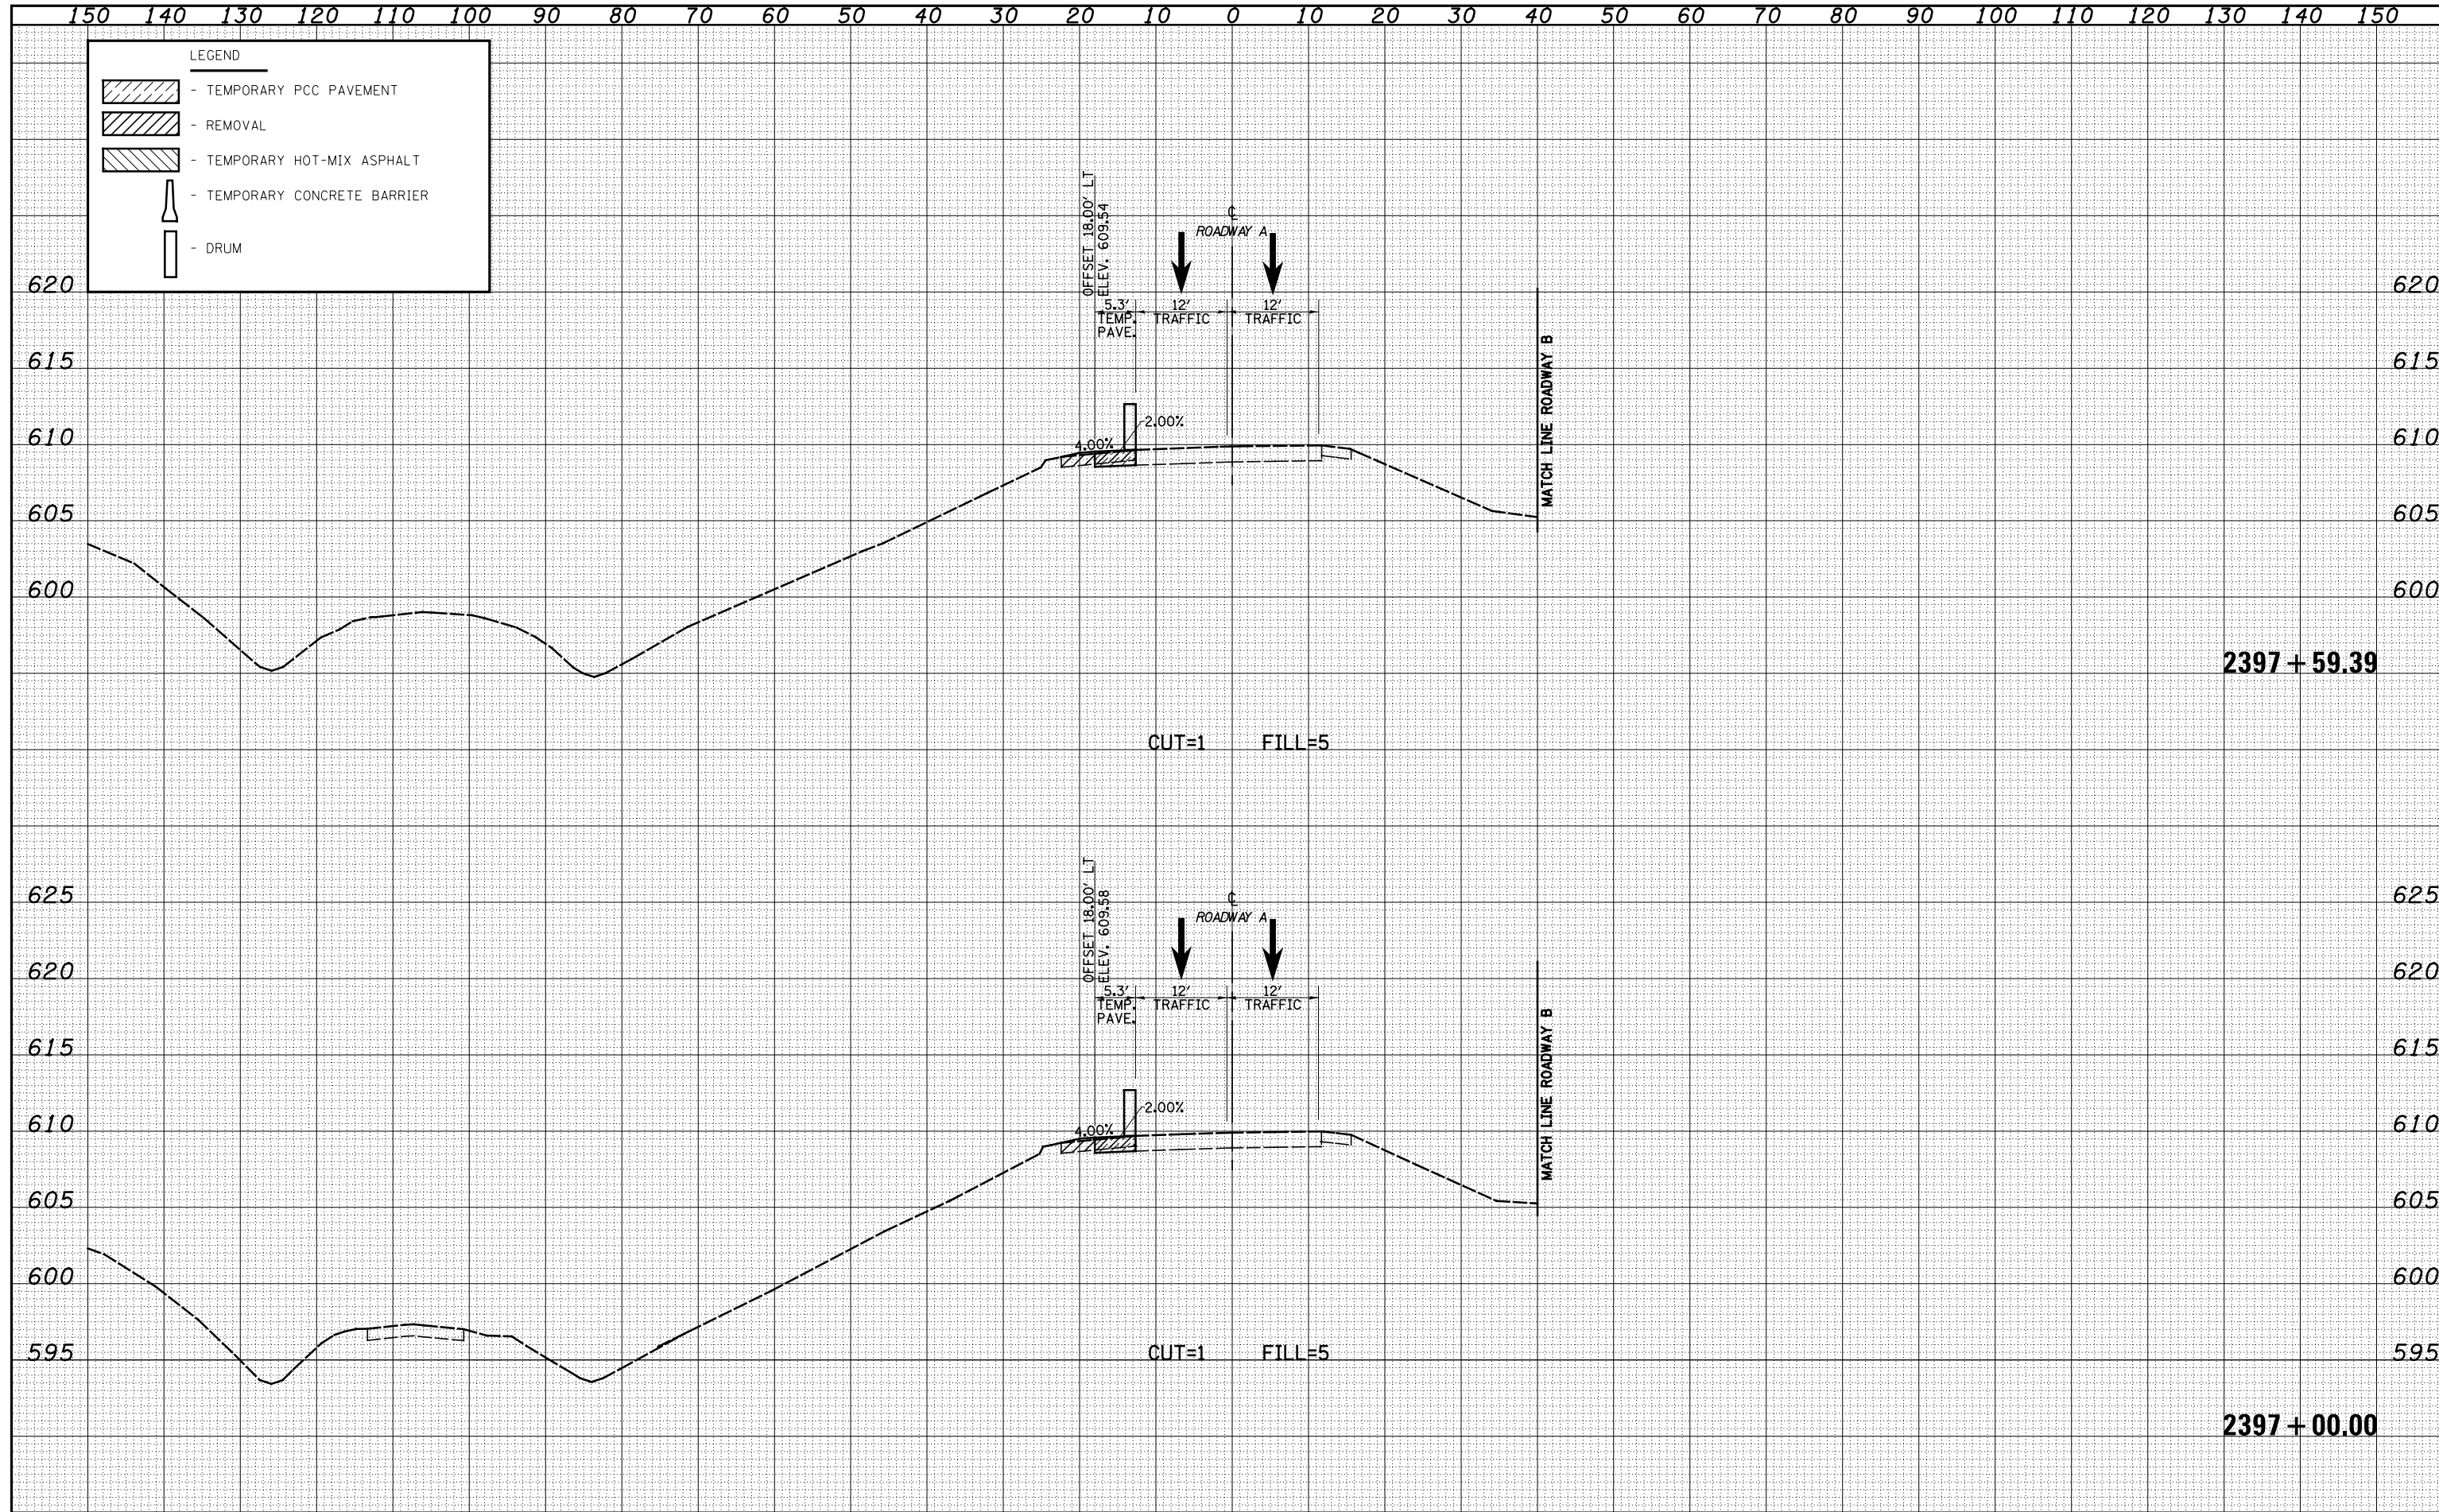 150 140 130 120 110 100 90 80 70 60 50 40 30 20 10 0 10 20 30 40 50 60 70 80 90 100 110 120 130 140 150
LEGEND
- TEMPORARY PCC PAVEMENT
- REMOVAL
- TEMPORARY HOT-MIX ASPHALT
- TEMPORARY CONCRETE BARRIER
- DRUM
OFFSET 18.00' LT
ELEV. 609.54
℄
ROADWAY A
620 620
5.3' 12' 12'
TEMP. TRAFFIC TRAFFIC
PAVE.
615 615
MATCH LINE ROADWAY B
2.00%
4.00%
610 610
605 605
600 600
2397+59.39
CUT=1 FILL=5
OFFSET 18.00' LT
ELEV. 609.58
625 625
℄
ROADWAY A
620 620
5.3' 12' 12'
TEMP. TRAFFIC TRAFFIC
PAVE.
615 615
MATCH LINE ROADWAY B
2.00%
4.00%
610 610
605 605
600 600
595 595
CUT=1 FILL=5
2397+00.00